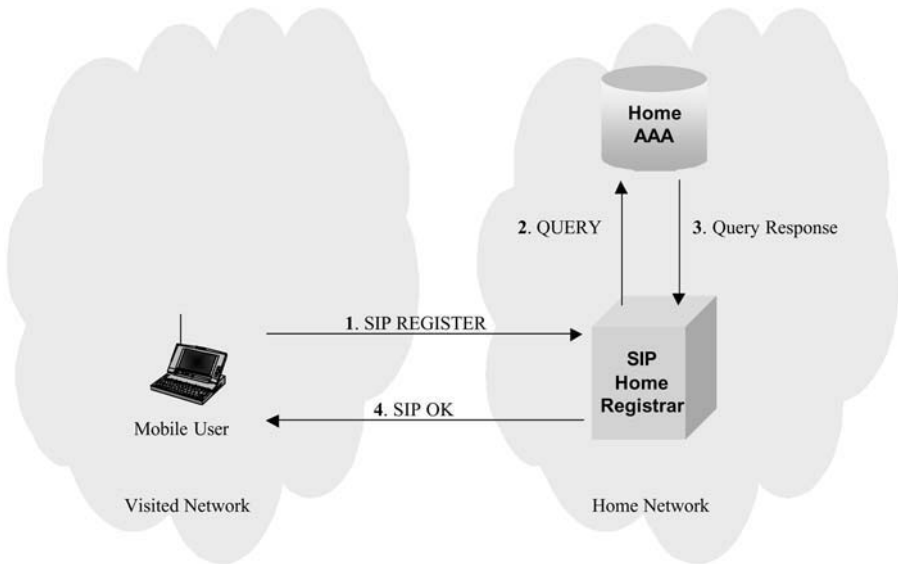 Home
AAA
2. QUERY
3. Query Response
1. SIP REGISTER
SIP
Home
Registrar
4. SIP OK
Mobile User
Visited Network
Home Network